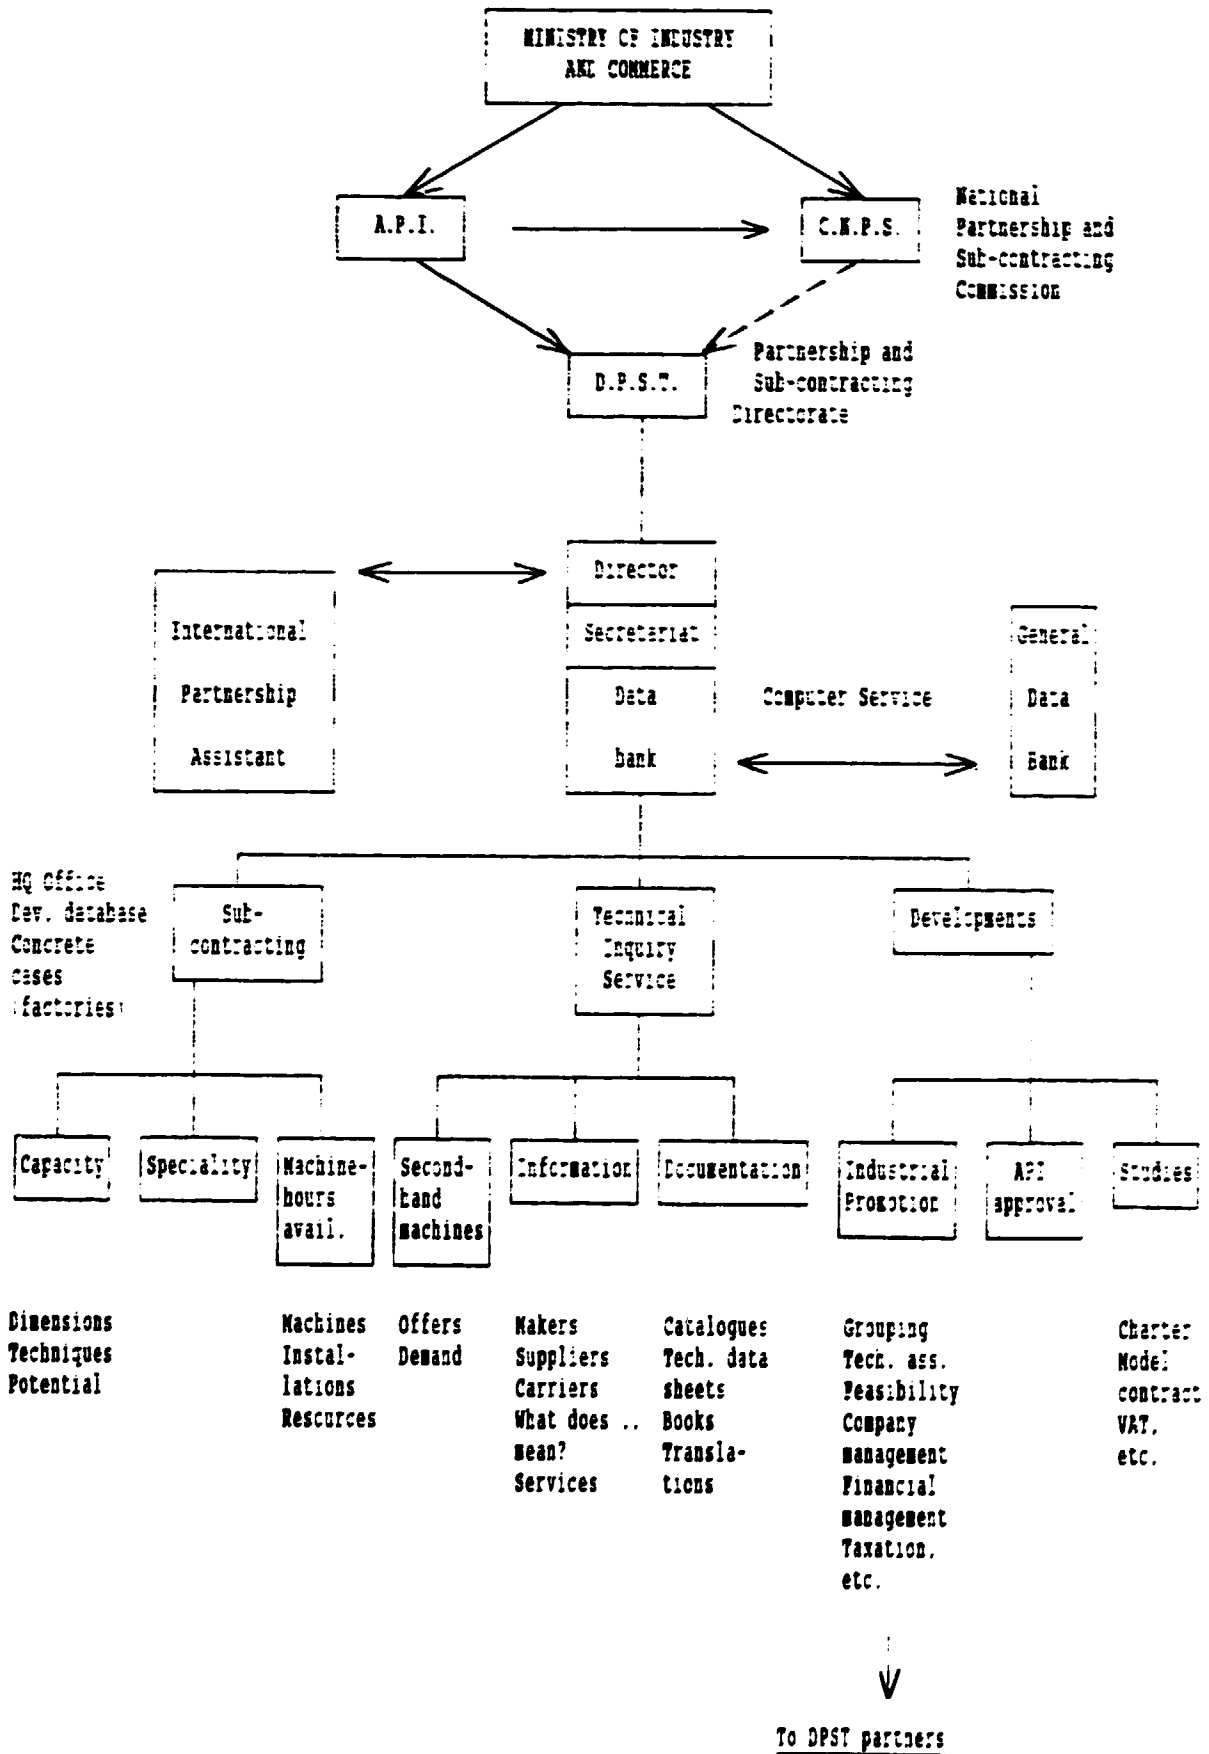 MINISTRY OF INDUSTRY
AND COMMERCE
A.P.I.
C.N.P.S.
National
Partnership and
Sub-contracting
Commission
D.P.S.T.
Partnership and
Sub-contracting
Directorate
Director
Secretariat
Data
bank
International
Partnership
Assistant
Computer Service
General
Data
Bank
HQ Office
Dev. database
Concrete
cases
(factories)
Sub-
contracting
Technical
Inquiry
Service
Developments
Capacity
Speciality
Machine-
hours
avail.
Second-
hand
machines
Information
Documentation
Industrial
Promotion
API
approval
Studies
Dimensions
Techniques
Potential
Machines
Instal-
lations
Resources
Offers
Demand
Makers
Suppliers
Carriers
What does ..
mean?
Services
Catalogues
Tech. data
sheets
Books
Transla-
tions
Grouping
Tech. ass.
Feasibility
Company
management
Financial
management
Taxation,
etc.
Charter
Model
contract
VAT,
etc.
To DPST partners